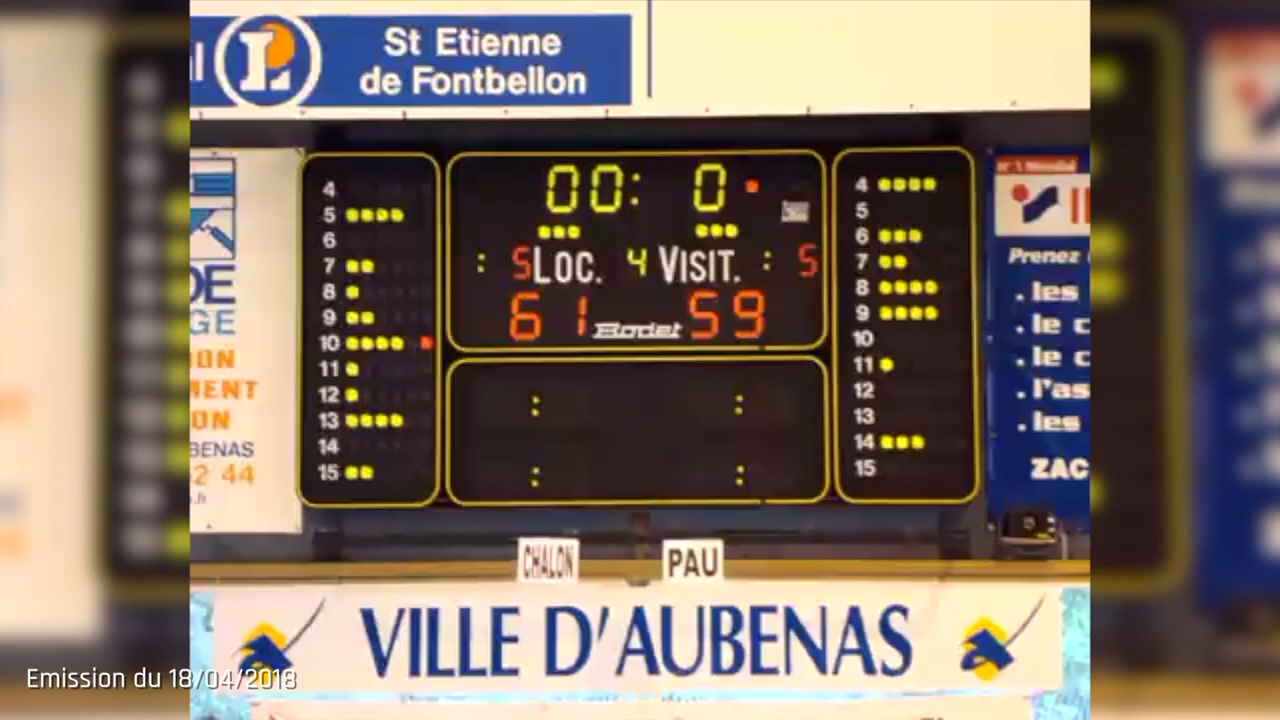 St Etienne
de Fontbellon
00: 0
: 5 LOC. 4 VISIT. : 5
61 Bodet 59
4
5
6
7
8
9
10
11
12
13
14
15
4
5
6
7
8
9
10
11
12
13
14
15
: :
: :
DE
GE
ION
MENT
ON
BENAS
2 44
Prenez
. les
. le c
. le c
. l'as
. les
ZAC
CHALON PAU
VILLE D'AUBENAS
Emission du 18/04/2018